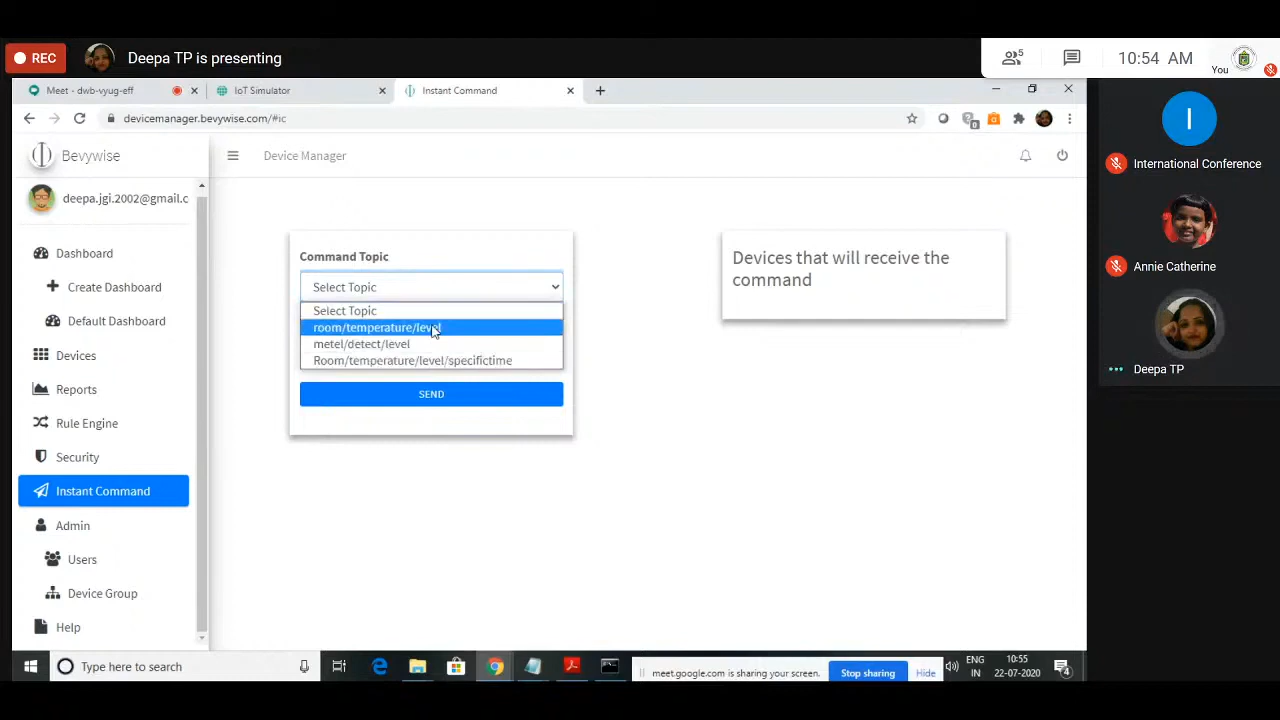 REC
Deepa TP is presenting
5
10:54 AM
You
Meet - dwb-vyug-eff
IoT Simulator
Instant Command
devicemanager.bevywise.com/#ic
Bevywise
Device Manager
deepa.jgi.2002@gmail.c
Dashboard
Create Dashboard
Default Dashboard
Devices
Reports
Rule Engine
Security
Instant Command
Admin
Users
Device Group
Help
Command Topic
Select Topic
Select Topic
room/temperature/level
metel/detect/level
Room/temperature/level/specifictime
SEND
Devices that will receive the
command
I
International Conference
Annie Catherine
Deepa TP
Type here to search
meet.google.com is sharing your screen.
Stop sharing
Hide
ENG
IN
10:55
22-07-2020
4